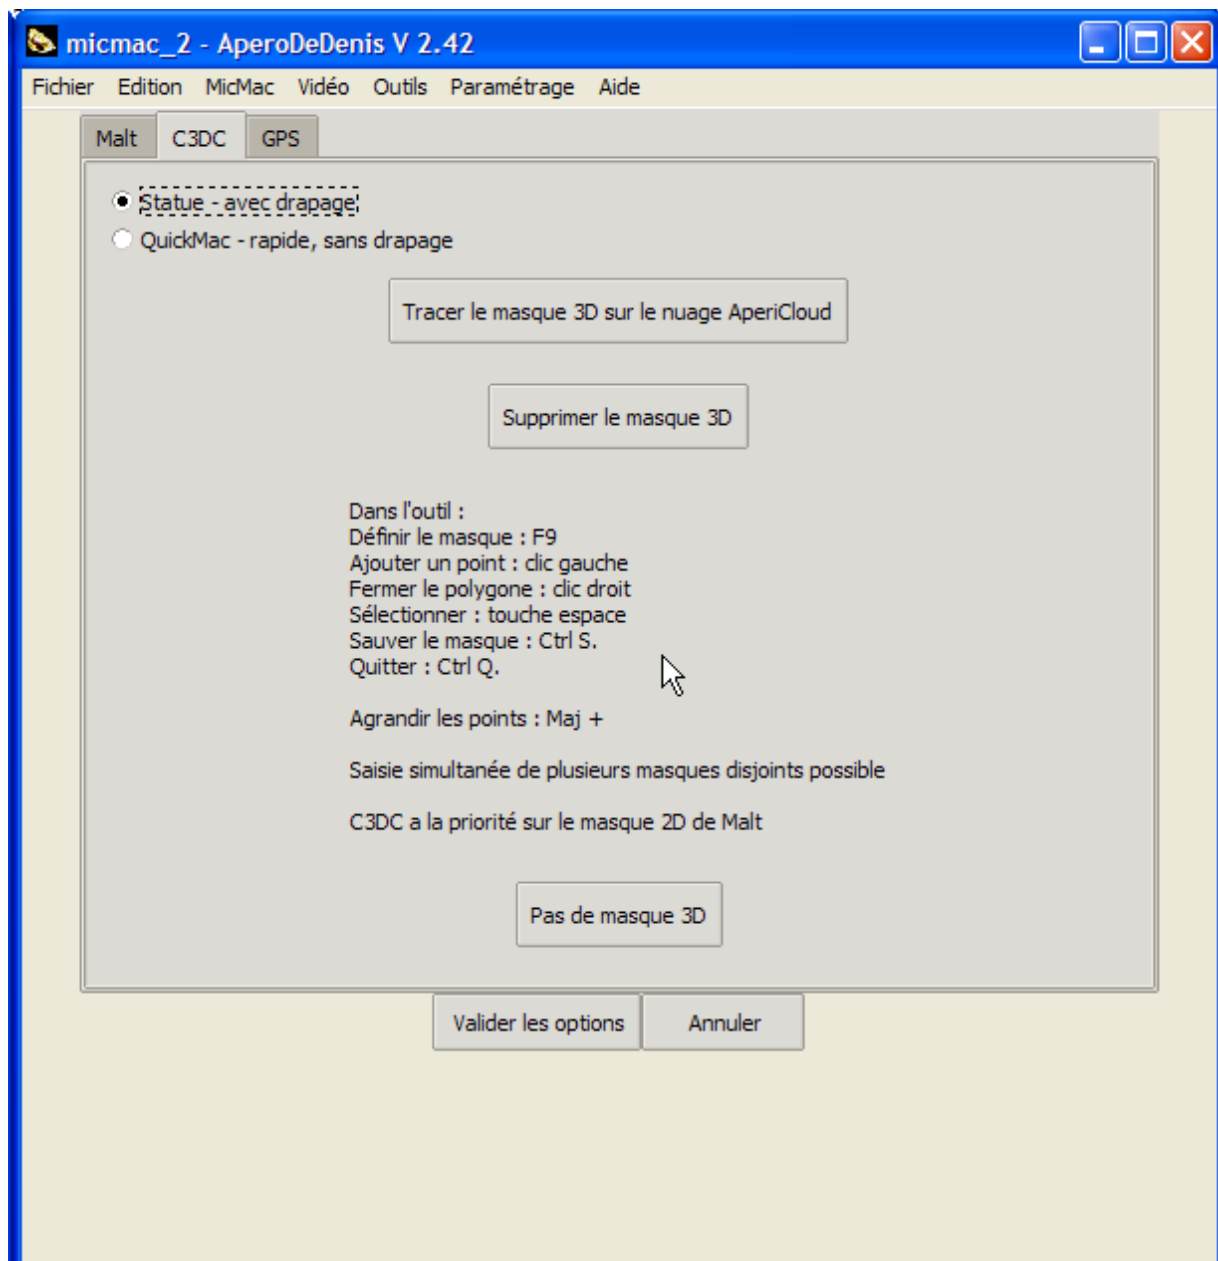 micmac_2 - AperoDeDenis V 2.42
Fichier Edition MicMac Vidéo Outils Paramétrage Aide
Malt C3DC GPS
Statue - avec drapage
QuickMac - rapide, sans drapage
Tracer le masque 3D sur le nuage AperiCloud
Supprimer le masque 3D
Dans l'outil :
Définir le masque : F9
Ajouter un point : clic gauche
Fermer le polygone : clic droit
Sélectionner : touche espace
Sauver le masque : Ctrl S.
Quitter : Ctrl Q.
Agrandir les points : Maj +
Saisie simultanée de plusieurs masques disjoints possible
C3DC a la priorité sur le masque 2D de Malt
Pas de masque 3D
Valider les options Annuler